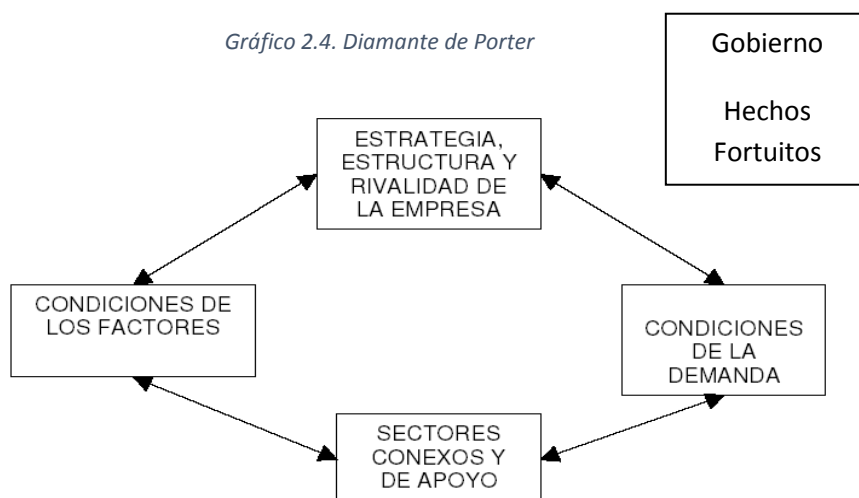 Gráfico 2.4. Diamante de Porter
Gobierno
Hechos
Fortuitos
ESTRATEGIA,
ESTRUCTURA Y
RIVALIDAD DE
LA EMPRESA
CONDICIONES DE
LOS FACTORES
CONDICIONES
DE LA
DEMANDA
SECTORES
CONEXOS Y
DE APOYO